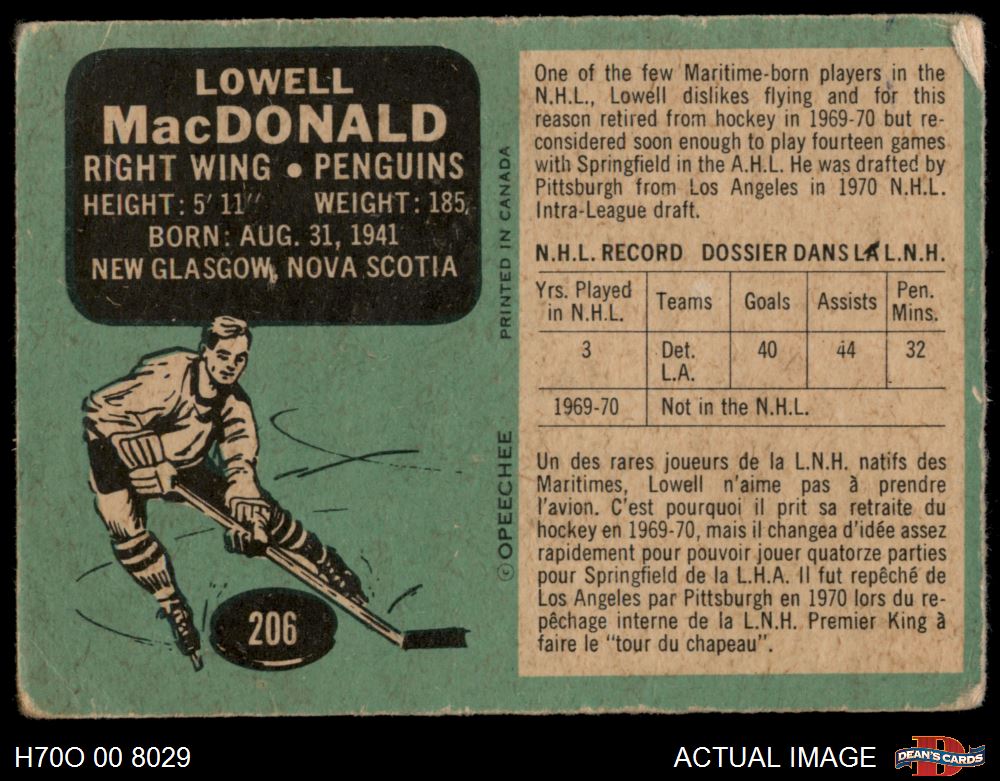 LOWELL
MacDONALD
RIGHT WING • PENGUINS
HEIGHT: 5' 11" WEIGHT: 185
BORN: AUG. 31, 1941
NEW GLASGOW, NOVA SCOTIA
206
PRINTED IN CANADA
© OPEECHEE
One of the few Maritime-born players in the
N.H.L., Lowell dislikes flying and for this
reason retired from hockey in 1969-70 but re-
considered soon enough to play fourteen games
with Springfield in the A.H.L. He was drafted by
Pittsburgh from Los Angeles in 1970 N.H.L.
Intra-League draft.
N.H.L. RECORD DOSSIER DANS LA L.N.H.
Yrs. Played in N.H.L. Teams Goals Assists Pen. Mins.
3 Det. L.A. 40 44 32
1969-70 Not in the N.H.L.
Un des rares joueurs de la L.N.H. natifs des
Maritimes, Lowell n'aime pas à prendre
l'avion. C'est pourquoi il prit sa retraite du
hockey en 1969-70, mais il changea d'idée assez
rapidement pour pouvoir jouer quatorze parties
pour Springfield de la L.H.A. Il fut repêché de
Los Angeles par Pittsburgh en 1970 lors du re-
pêchage interne de la L.N.H. Premier King à
faire le "tour du chapeau".
H70O 00 8029
ACTUAL IMAGE
DEAN'S CARDS